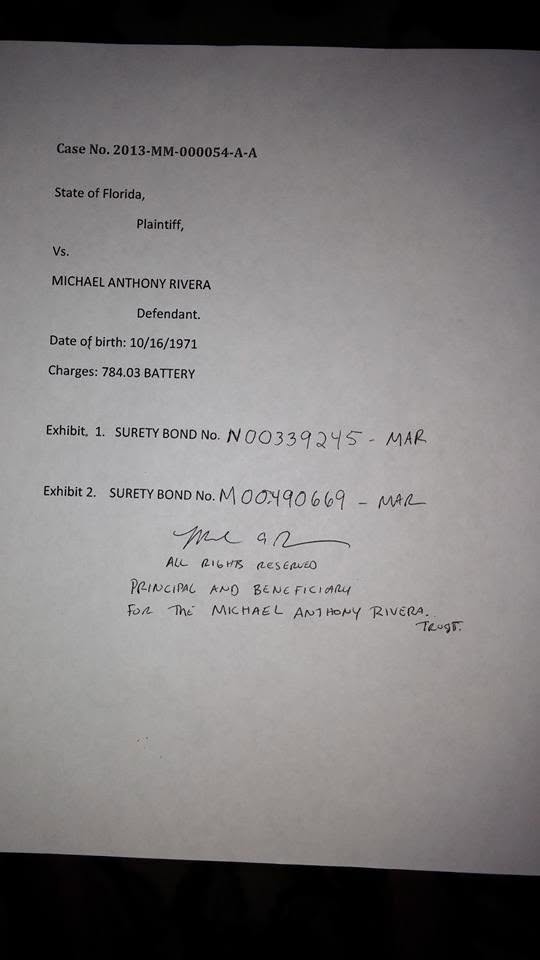 Case No. 2013-MM-000054-A-A
State of Florida,
Plaintiff,
Vs.
MICHAEL ANTHONY RIVERA
Defendant.
Date of birth: 10/16/1971
Charges: 784.03 BATTERY
Exhibit, 1. SURETY BOND No. N00339245 - MAR
Exhibit 2. SURETY BOND No. M00490669 - MAR
ALL RIGHTS RESERVED
PRINCIPAL AND BENEFICIARY
FOR THE MICHAEL ANTHONY RIVERA.
TRUST.